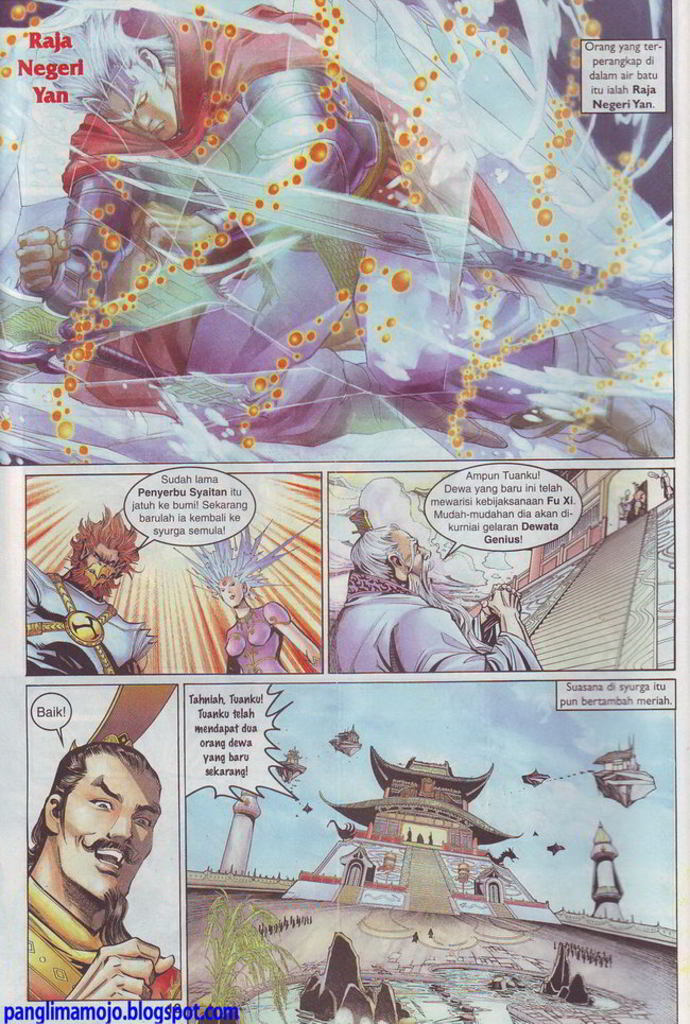 Raja
Negeri
Yan
Orang yang ter-
perangkap di
dalam air batu
itu ialah Raja
Negeri Yan.
Sudah lama
Penyerbu Syaitan itu
jatuh ke bumi! Sekarang
barulah ia kembali ke
syurga semula!
Ampun Tuanku!
Dewa yang baru ini telah
mewarisi kebijaksanaan Fu Xi.
Mudah-mudahan dia akan di-
kurniai gelaran Dewata
Genius!
Baik!
Tahniah, Tuanku!
Tuanku telah
mendapat dua
orang dewa
yang baru
sekarang!
Suasana di syurga itu
pun bertambah meriah.
panglimamojo.blogspot.com